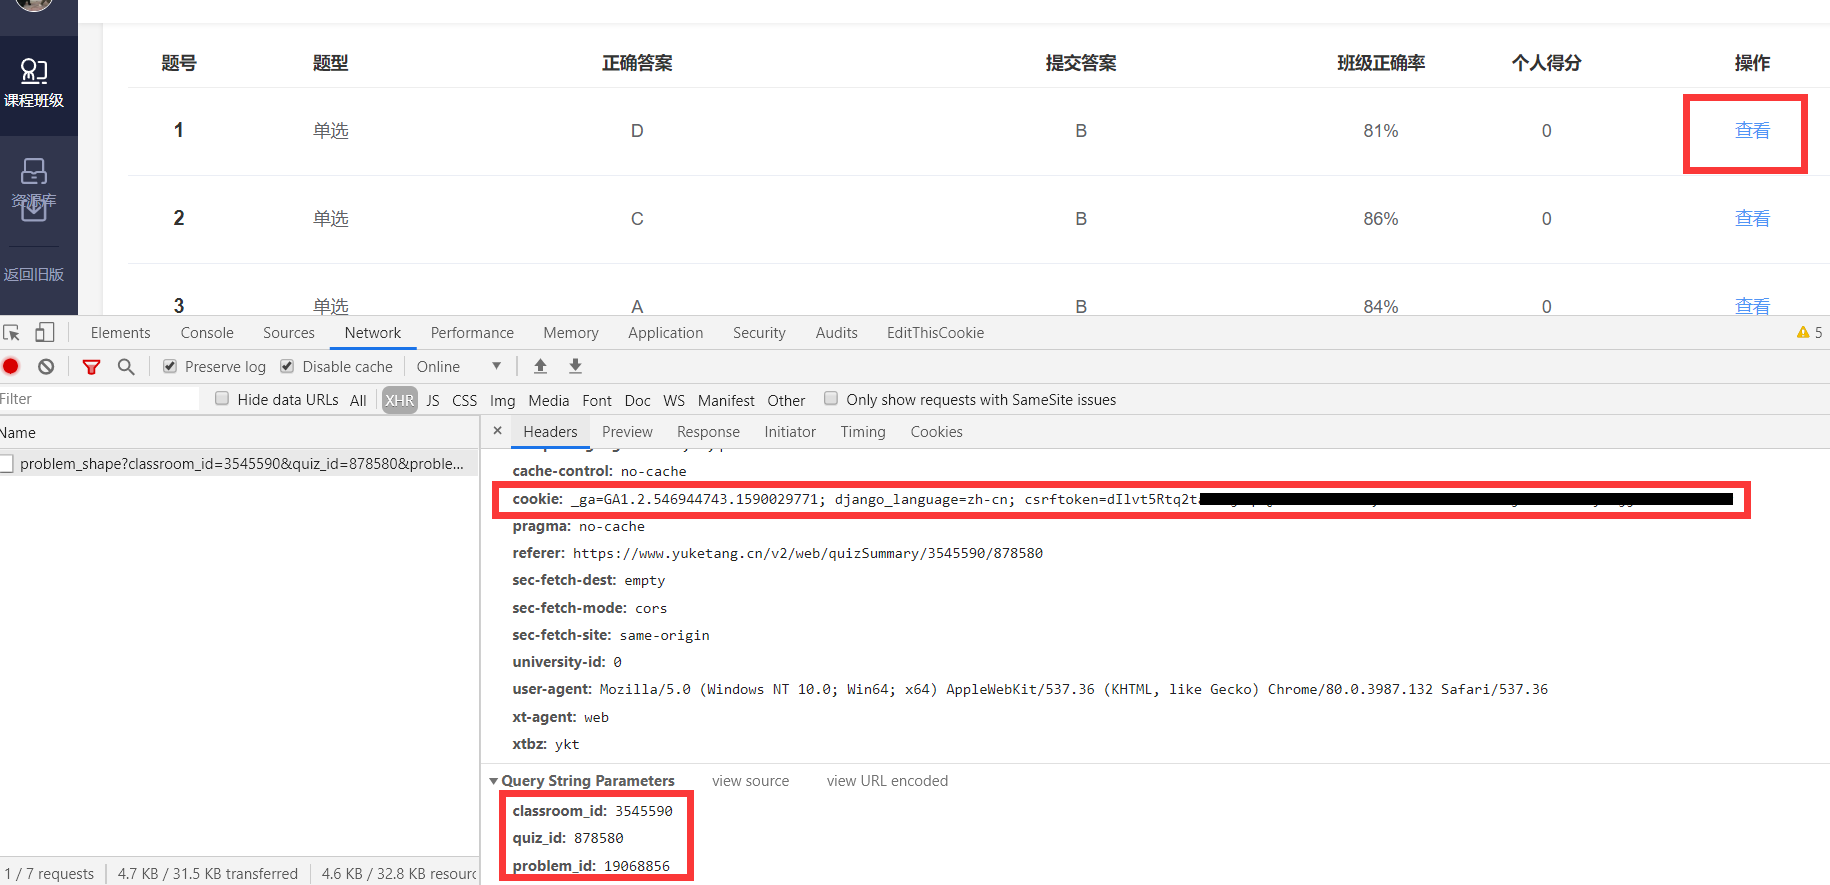 课程班级
资源库
返回旧版
题号 题型 正确答案 提交答案 班级正确率 个人得分 操作
1 单选 D B 81% 0 查看
2 单选 C B 86% 0 查看
3 单选 A B 84% 0 查看
Elements Console Sources Network Performance Memory Application Security Audits EditThisCookie 5
Preserve log Disable cache Online
Filter Hide data URLs All XHR JS CSS Img Media Font Doc WS Manifest Other Only show requests with SameSite issues
Name × Headers Preview Response Initiator Timing Cookies
problem_shape?classroom_id=3545590&quiz_id=878580&proble...
cache-control: no-cache
cookie: _ga=GA1.2.546944743.1590029771; django_language=zh-cn; csrftoken=dIlvt5Rtq2t
pragma: no-cache
referer: https://www.yuketang.cn/v2/web/quizSummary/3545590/878580
sec-fetch-dest: empty
sec-fetch-mode: cors
sec-fetch-site: same-origin
university-id: 0
user-agent: Mozilla/5.0 (Windows NT 10.0; Win64; x64) AppleWebKit/537.36 (KHTML, like Gecko) Chrome/80.0.3987.132 Safari/537.36
xt-agent: web
xtbz: ykt
Query String Parameters view source view URL encoded
classroom_id: 3545590
quiz_id: 878580
problem_id: 19068856
1 / 7 requests 4.7 KB / 31.5 KB transferred 4.6 KB / 32.8 KB resourc